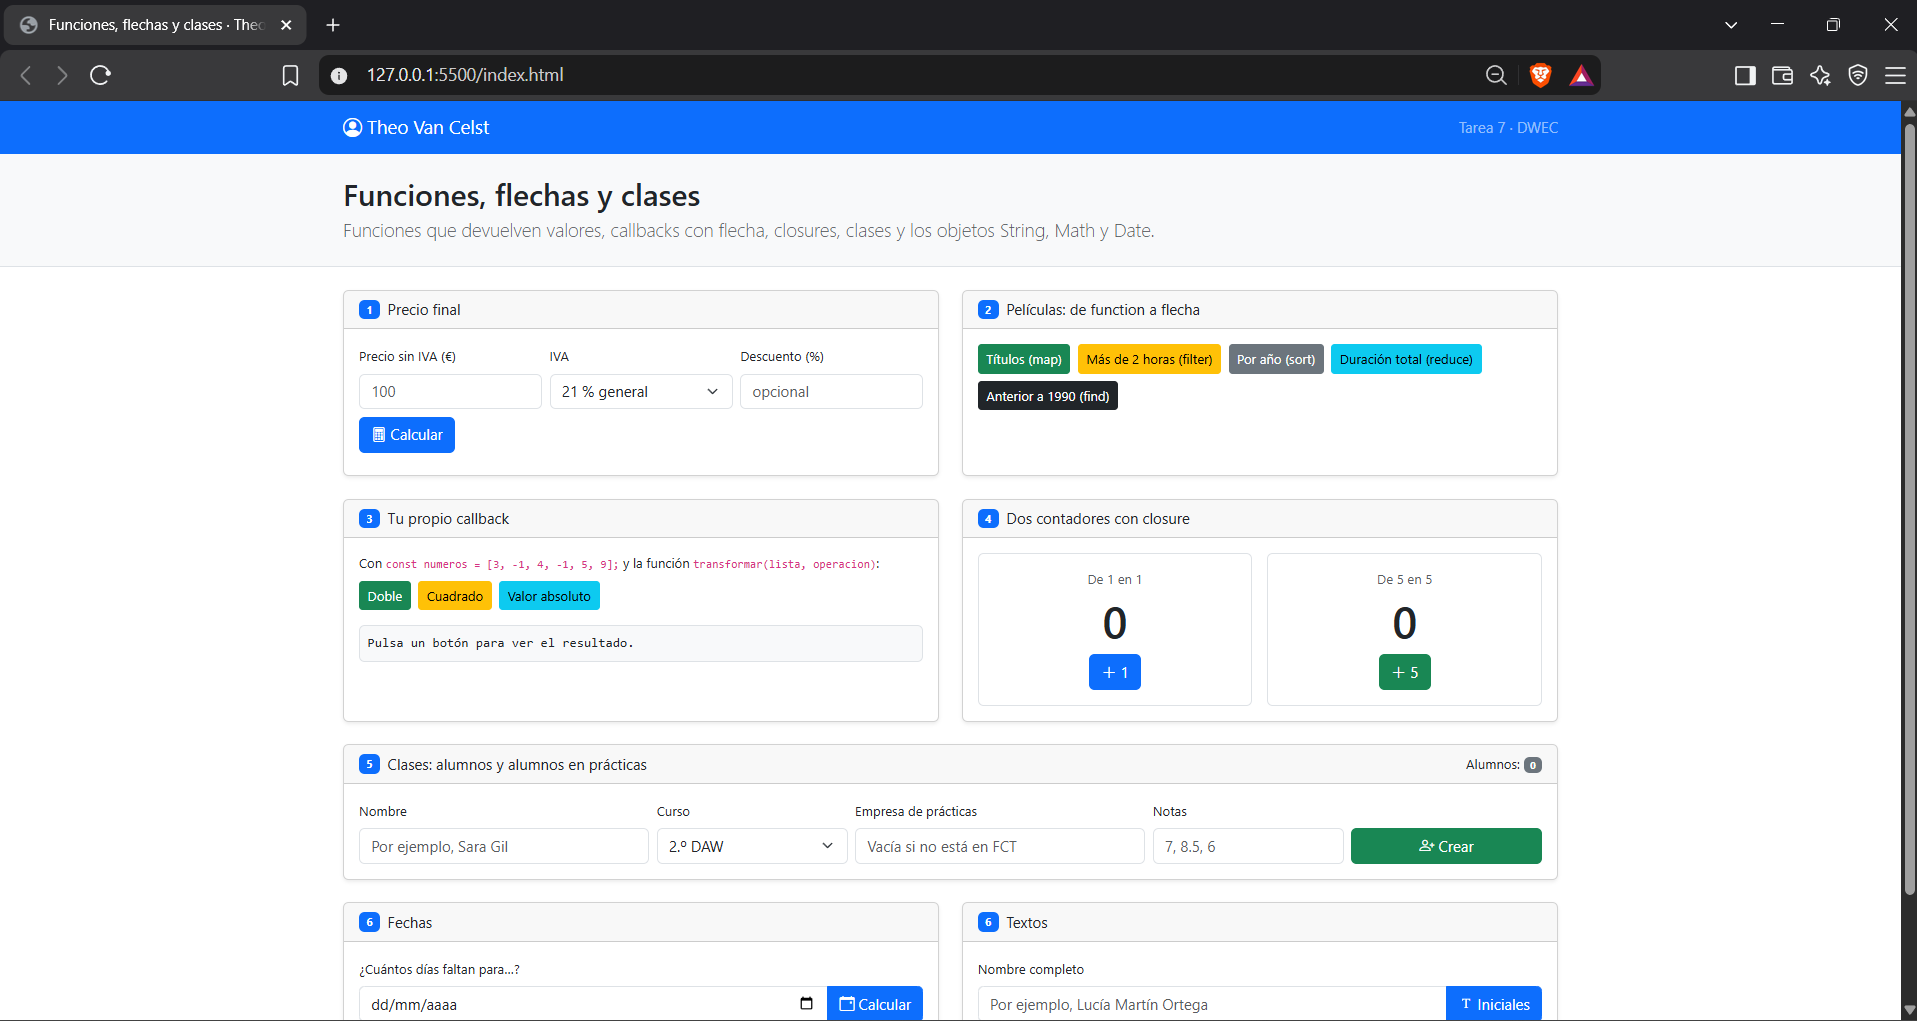 Funciones, flechas y clases · Theo
127.0.0.1:5500/index.html
Theo Van Celst
Tarea 7 · DWEC
Funciones, flechas y clases
Funciones que devuelven valores, callbacks con flecha, closures, clases y los objetos String, Math y Date.
1 Precio final
Precio sin IVA (€) IVA Descuento (%)
100 21 % general opcional
Calcular
2 Películas: de function a flecha
Títulos (map) Más de 2 horas (filter) Por año (sort) Duración total (reduce)
Anterior a 1990 (find)
3 Tu propio callback
Con const numeros = [3, -1, 4, -1, 5, 9]; y la función transformar(lista, operacion):
Doble Cuadrado Valor absoluto
Pulsa un botón para ver el resultado.
4 Dos contadores con closure
De 1 en 1
0
+ 1
De 5 en 5
0
+ 5
5 Clases: alumnos y alumnos en prácticas Alumnos: 0
Nombre Curso Empresa de prácticas Notas
Por ejemplo, Sara Gil 2.º DAW Vacía si no está en FCT 7, 8.5, 6 Crear
6 Fechas
¿Cuántos días faltan para...?
dd/mm/aaaa Calcular
6 Textos
Nombre completo
Por ejemplo, Lucía Martín Ortega T Iniciales